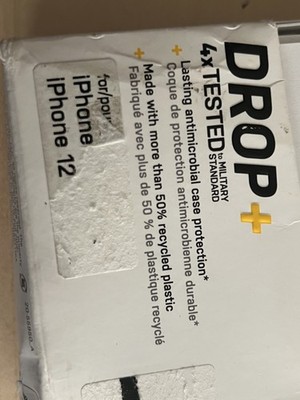 DROP+
4x TESTED to MILITARY
STANDARD
+ Lasting antimicrobial case protection*
Coque de protection antimicrobienne durable*
+ Made with more than 50% recycled plastic
Fabriqué avec plus de 50 % de plastique recyclé
for/pour
iPhone
iPhone 12